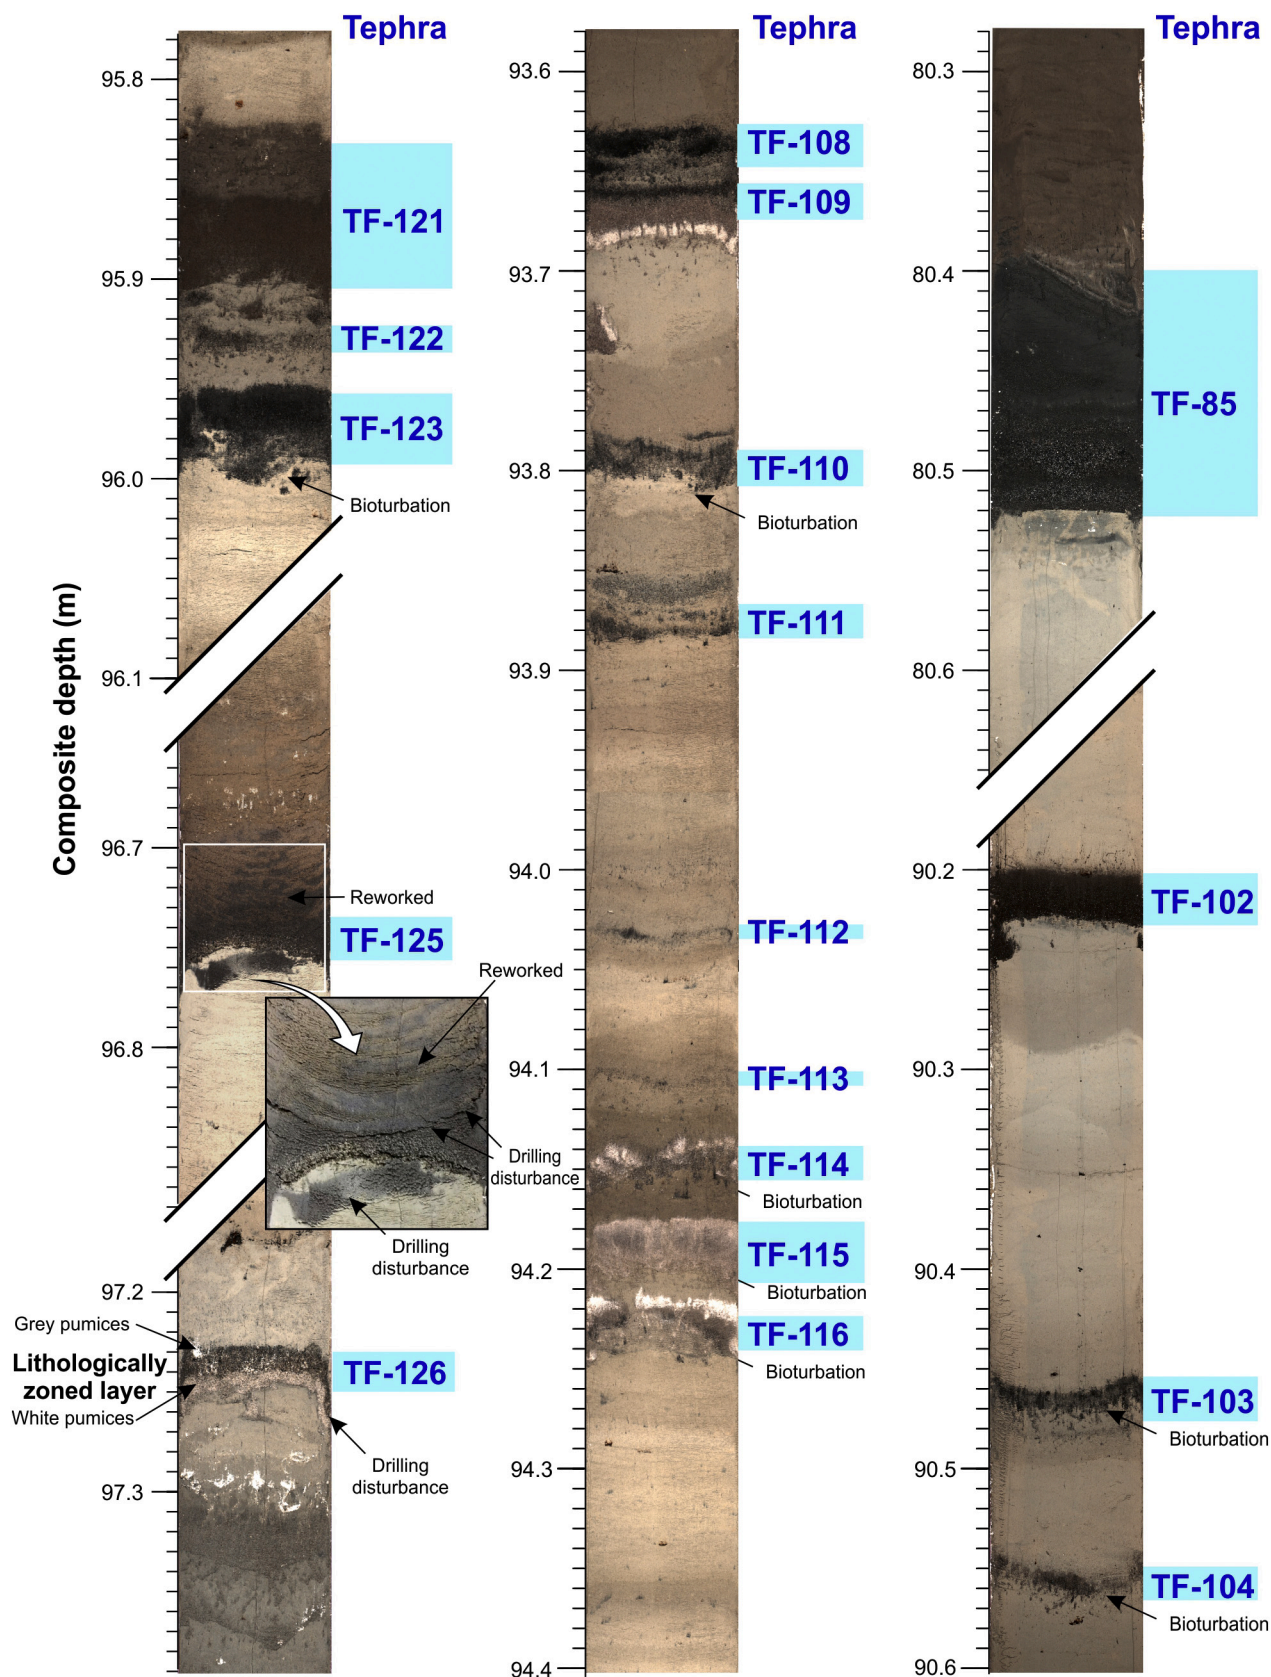 Tephra
95.8
TF-121
95.9
TF-122
TF-123
96.0
Bioturbation
Composite depth (m)
96.1
96.7
Reworked
TF-125
Reworked
96.8
Drilling
disturbance
Drilling
disturbance
97.2
Grey pumices
Lithologically
zoned layer
TF-126
White pumices
Drilling
disturbance
97.3
Tephra
93.6
TF-108
TF-109
93.7
93.8
TF-110
Bioturbation
TF-111
93.9
94.0
TF-112
94.1
TF-113
TF-114
Bioturbation
TF-115
94.2
Bioturbation
TF-116
Bioturbation
94.3
94.4
Tephra
80.3
80.4
TF-85
80.5
80.6
90.2
TF-102
90.3
90.4
TF-103
Bioturbation
90.5
TF-104
Bioturbation
90.6